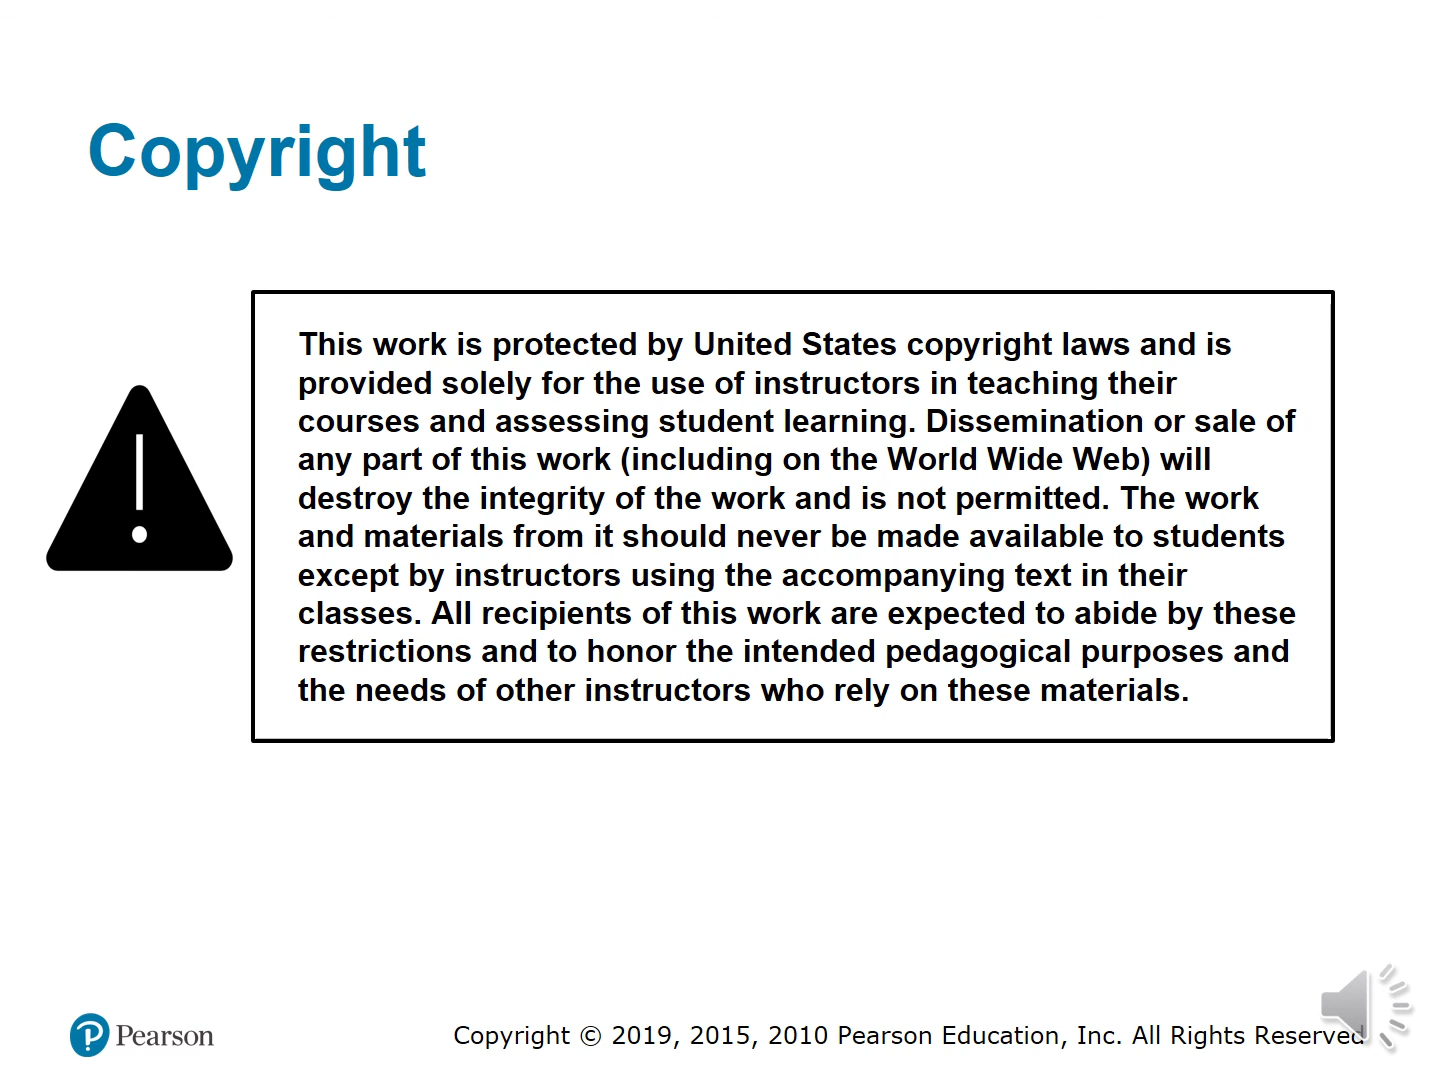 Copyright
This work is protected by United States copyright laws and is
provided solely for the use of instructors in teaching their
courses and assessing student learning. Dissemination or sale of
any part of this work (including on the World Wide Web) will
destroy the integrity of the work and is not permitted. The work
and materials from it should never be made available to students
except by instructors using the accompanying text in their
classes. All recipients of this work are expected to abide by these
restrictions and to honor the intended pedagogical purposes and
the needs of other instructors who rely on these materials.
Pearson
Copyright © 2019, 2015, 2010 Pearson Education, Inc. All Rights Reserved